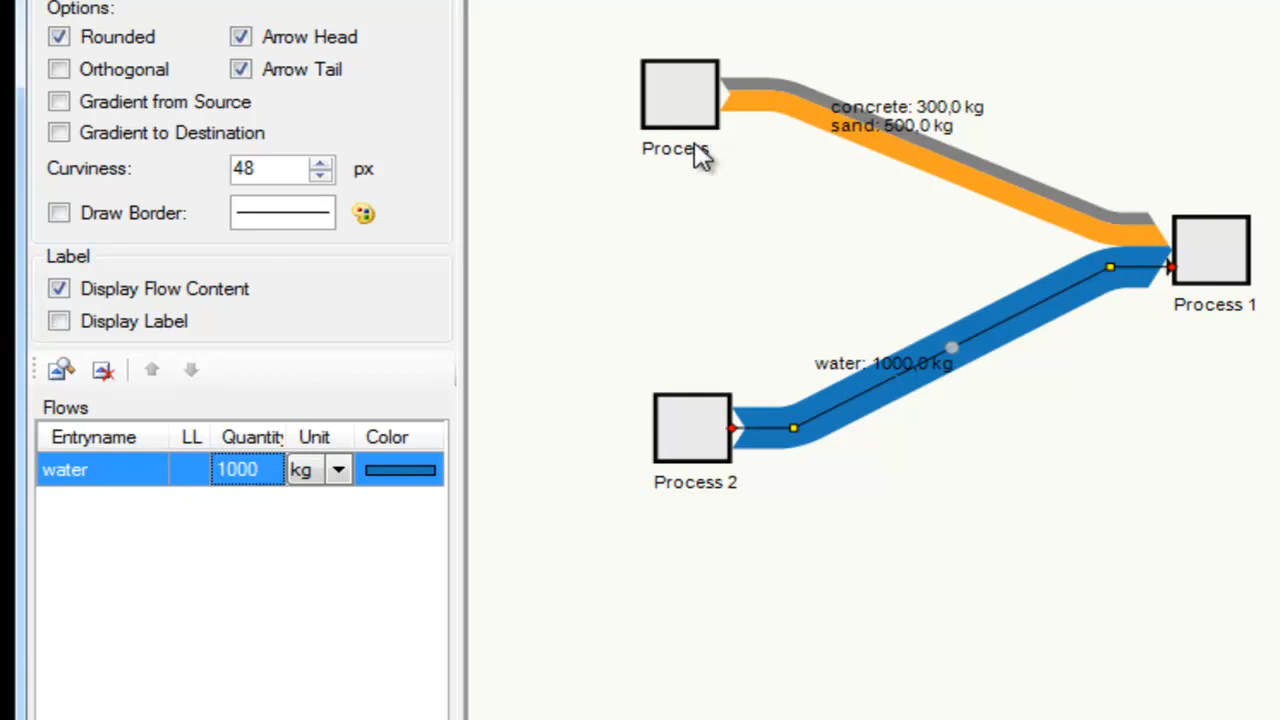 Options:
Rounded
Arrow Head
Orthogonal
Arrow Tail
Gradient from Source
Gradient to Destination
Curviness:
48
px
Draw Border:
Label
Display Flow Content
Display Label
Flows
Entryname
LL
Quantity
Unit
Color
water
1000
kg
concrete: 300,0 kg
sand: 500,0 kg
Process
Process 1
water: 1000,0 kg
Process 2